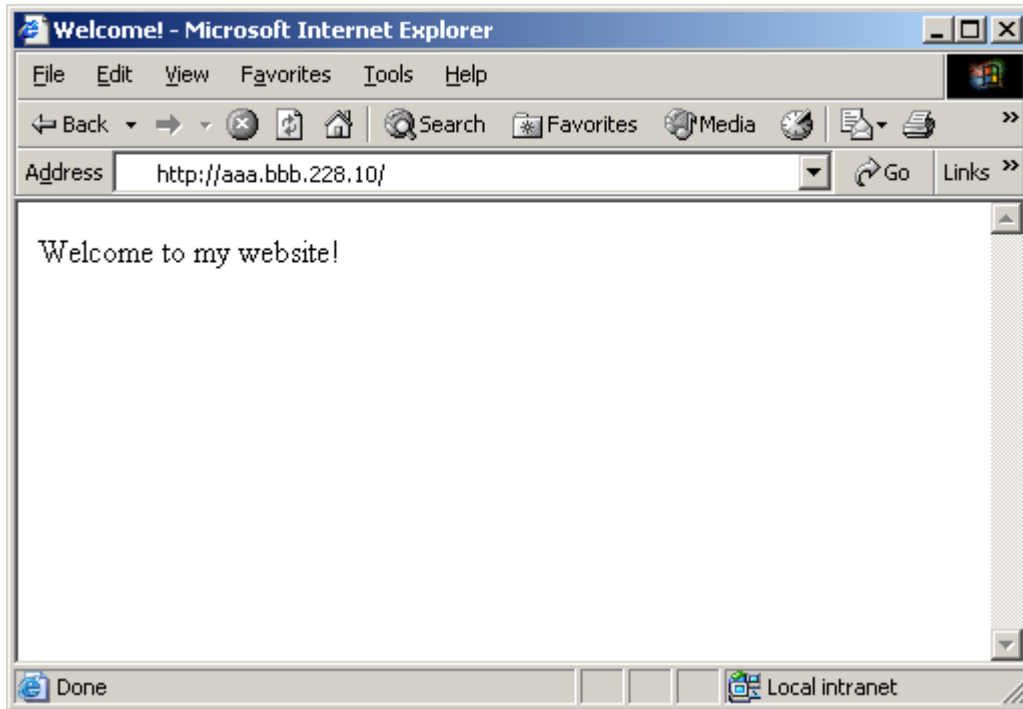 Welcome! - Microsoft Internet Explorer
File Edit View Favorites Tools Help
Back Search Favorites Media »
Address http://aaa.bbb.228.10/ Go Links »
Welcome to my website!
Done Local intranet